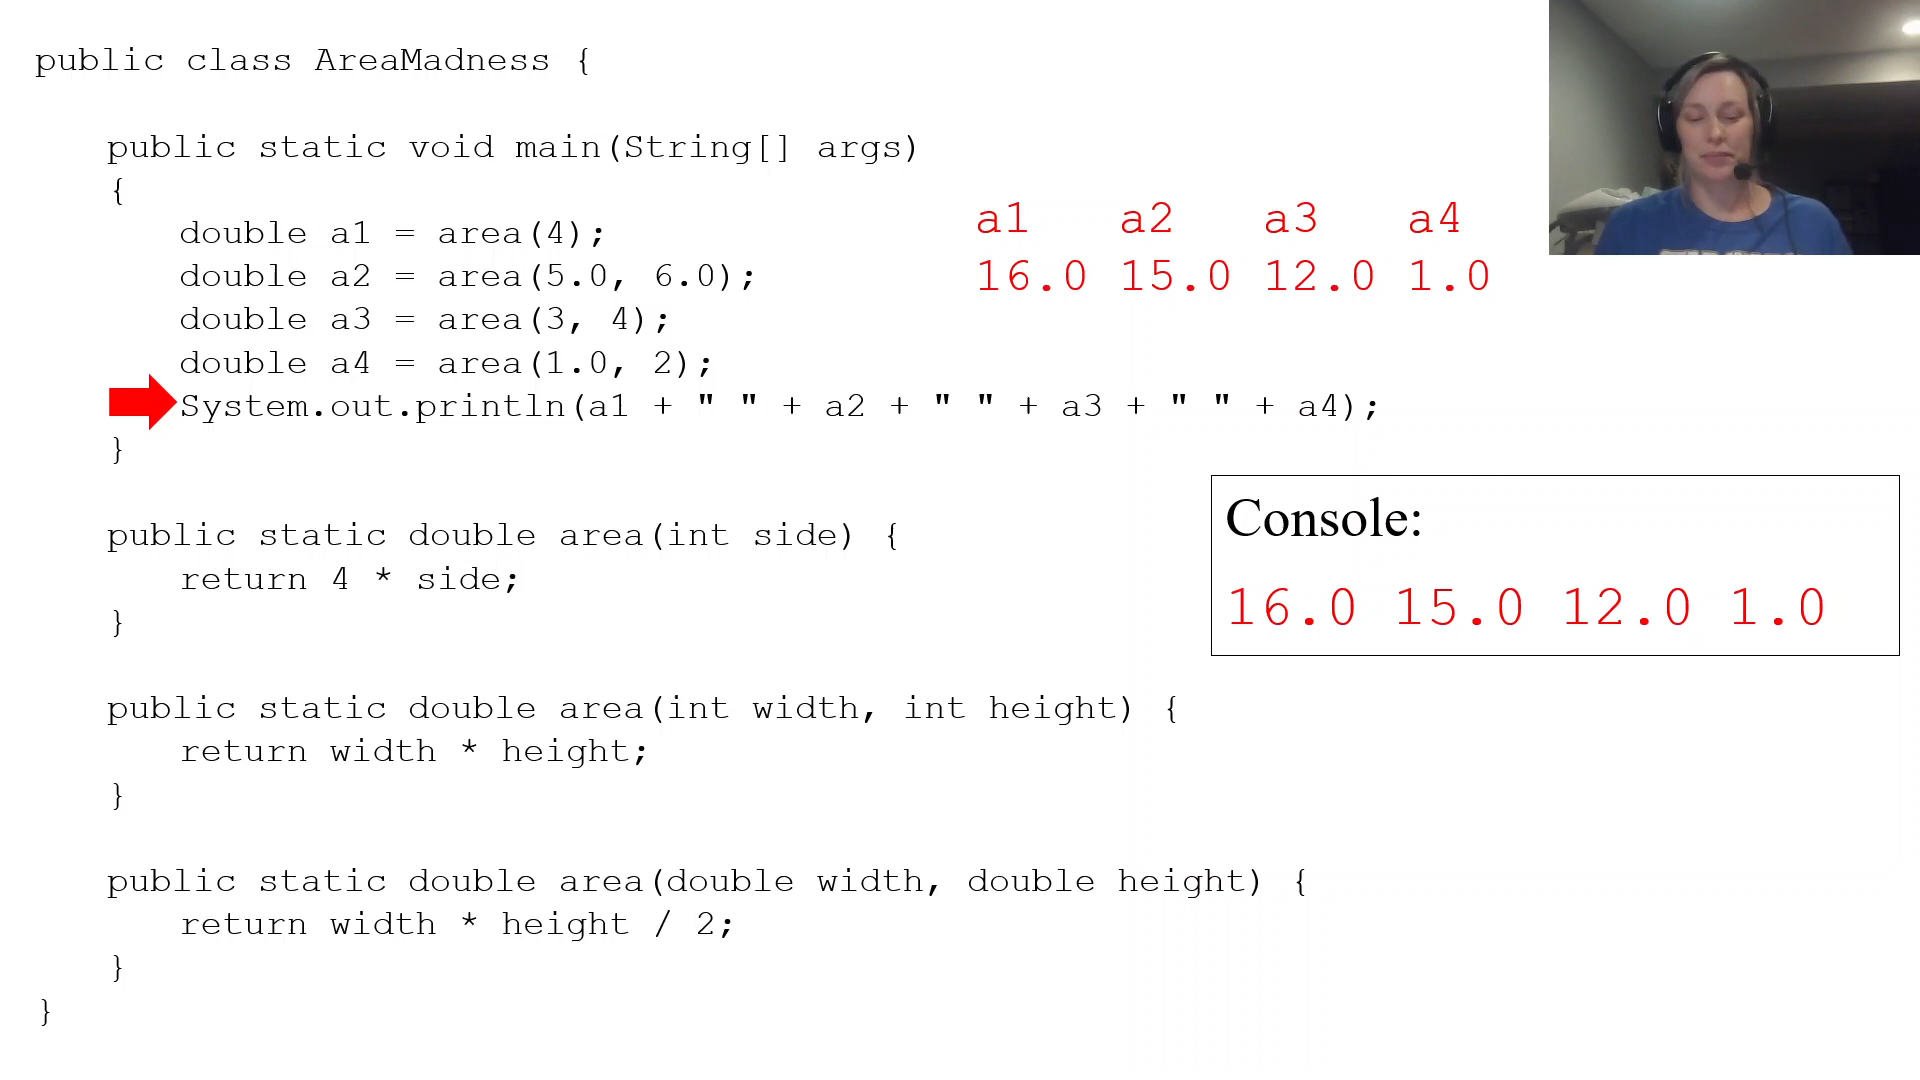 public class AreaMadness {
public static void main(String[] args)
{
double a1 = area(4);
double a2 = area(5.0, 6.0);
double a3 = area(3, 4);
double a4 = area(1.0, 2);
System.out.println(a1 + " " + a2 + " " + a3 + " " + a4);
}
a1 a2 a3 a4
16.0 15.0 12.0 1.0
public static double area(int side) {
return 4 * side;
}
Console:
16.0 15.0 12.0 1.0
public static double area(int width, int height) {
return width * height;
}
public static double area(double width, double height) {
return width * height / 2;
}
}